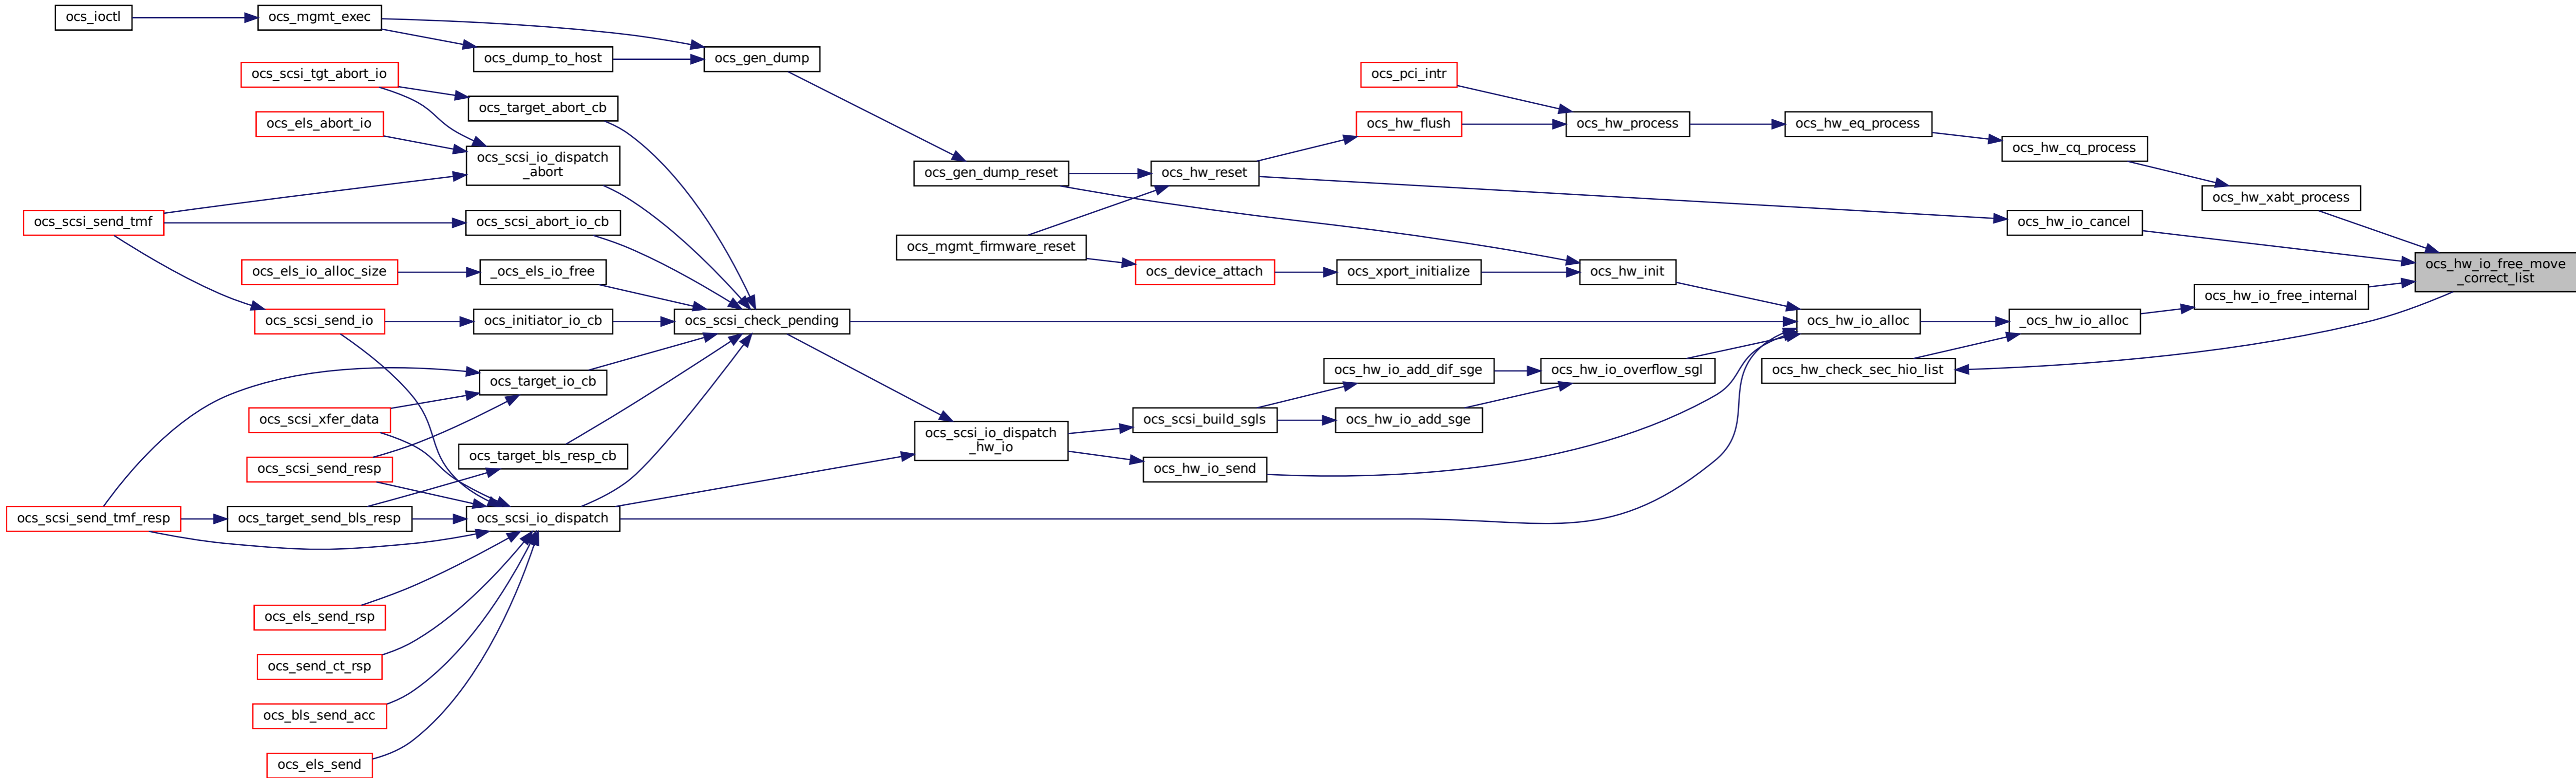 ocs_ioctl
ocs_mgmt_exec
ocs_dump_to_host
ocs_gen_dump
ocs_scsi_tgt_abort_io
ocs_target_abort_cb
ocs_els_abort_io
ocs_scsi_io_dispatch
_abort
ocs_scsi_send_tmf
ocs_scsi_abort_io_cb
ocs_els_io_alloc_size
_ocs_els_io_free
ocs_scsi_send_io
ocs_initiator_io_cb
ocs_scsi_check_pending
ocs_target_io_cb
ocs_scsi_xfer_data
ocs_scsi_send_resp
ocs_target_bls_resp_cb
ocs_scsi_send_tmf_resp
ocs_target_send_bls_resp
ocs_scsi_io_dispatch
ocs_els_send_rsp
ocs_send_ct_rsp
ocs_bls_send_acc
ocs_els_send
ocs_gen_dump_reset
ocs_mgmt_firmware_reset
ocs_scsi_io_dispatch
_hw_io
ocs_hw_reset
ocs_device_attach
ocs_scsi_build_sgls
ocs_hw_io_send
ocs_pci_intr
ocs_hw_flush
ocs_xport_initialize
ocs_hw_io_add_dif_sge
ocs_hw_io_add_sge
ocs_hw_process
ocs_hw_init
ocs_hw_io_overflow_sgl
ocs_hw_eq_process
ocs_hw_io_alloc
ocs_hw_check_sec_hio_list
ocs_hw_cq_process
ocs_hw_io_cancel
_ocs_hw_io_alloc
ocs_hw_xabt_process
ocs_hw_io_free_internal
ocs_hw_io_free_move
_correct_list